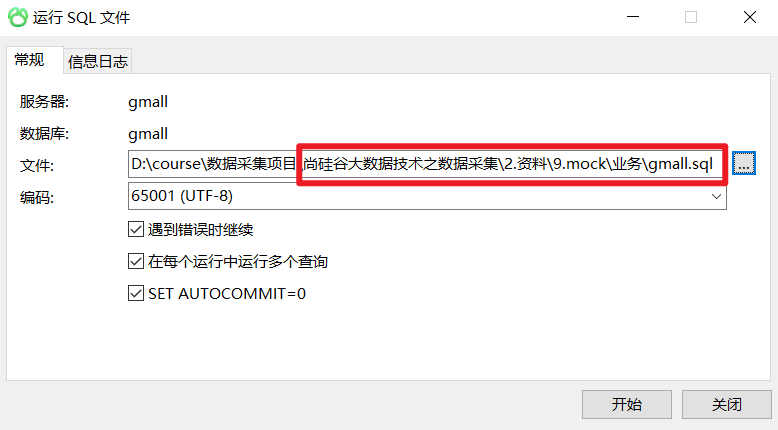 运行 SQL 文件
常规 信息日志
服务器: gmall
数据库: gmall
文件: D:\course\数据采集项目\尚硅谷大数据技术之数据采集\2.资料\9.mock\业务\gmall.sql ...
编码: 65001 (UTF-8)
遇到错误时继续
在每个运行中运行多个查询
SET AUTOCOMMIT=0
开始 关闭